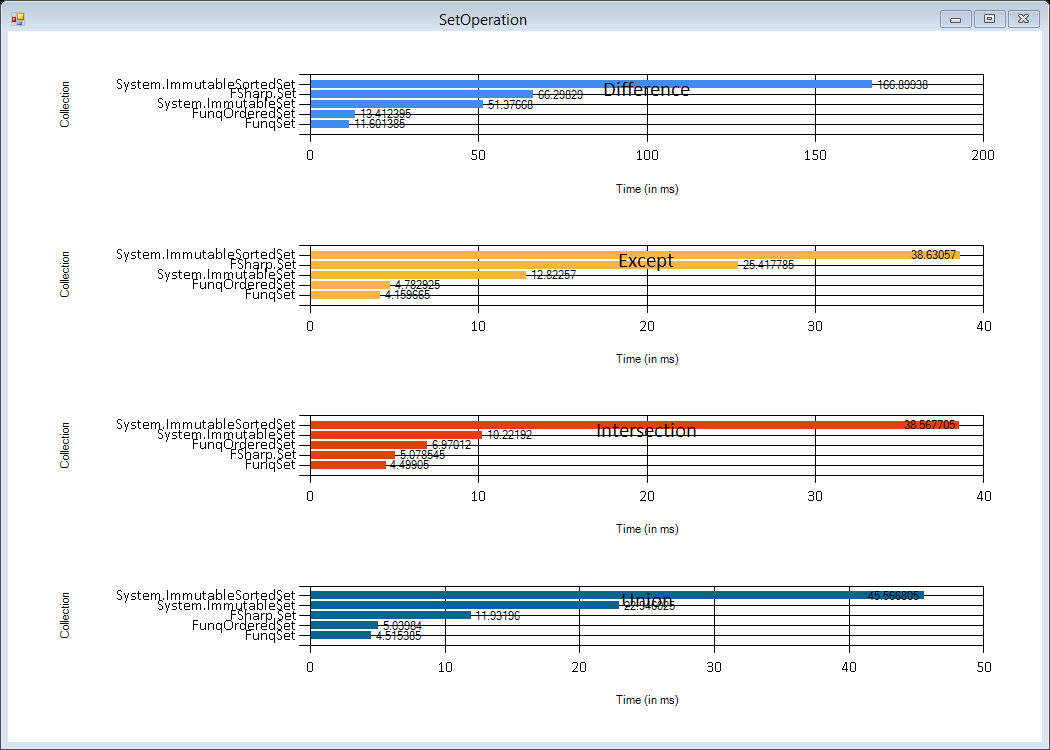 SetOperation
Difference
Collection
System.ImmutableSortedSet 166.89938
FSharp.Set 66.29829
System.ImmutableSet 51.37668
FunqOrderedSet 13.412395
FunqSet 11.601385
0 50 100 150 200
Time (in ms)
Except
Collection
System.ImmutableSortedSet 38.63057
FSharp.Set 25.417785
System.ImmutableSet 12.82257
FunqOrderedSet 4.782925
FunqSet 4.159665
0 10 20 30 40
Time (in ms)
Intersection
Collection
System.ImmutableSortedSet 38.567705
System.ImmutableSet 10.22192
FunqOrderedSet 6.97012
FSharp.Set 5.078545
FunqSet 4.49905
0 10 20 30 40
Time (in ms)
Union
Collection
System.ImmutableSortedSet 45.566805
System.ImmutableSet
FSharp.Set 11.93196
FunqOrderedSet 5.03984
FunqSet 4.515385
0 10 20 30 40 50
Time (in ms)